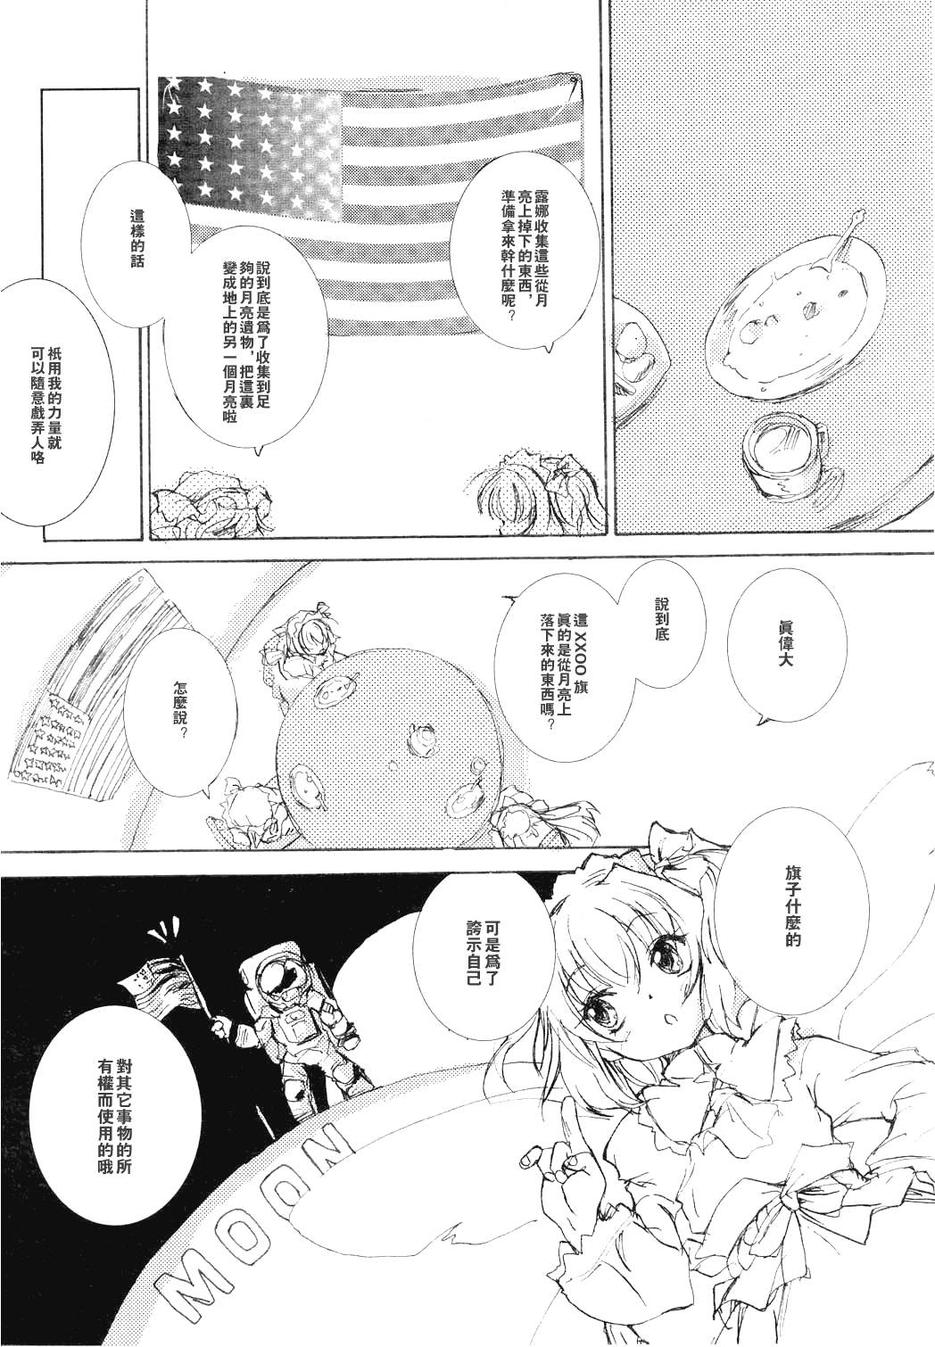 露娜收集這些從月
亮上掉下的東西，
準備拿來幹什麼呢？
說到底是爲了收集到足
夠的月亮遺物，把這裏
變成地上的另一個月亮啦
這樣的話
衹用我的力量就
可以隨意戲弄人咯
眞偉大
說到底
這XXOO旗
眞的是從月亮上
落下來的東西嗎？
怎麼說？
旗子什麼的
可是爲了
誇示自己
對其它事物的所
有權而使用的哦
MOON